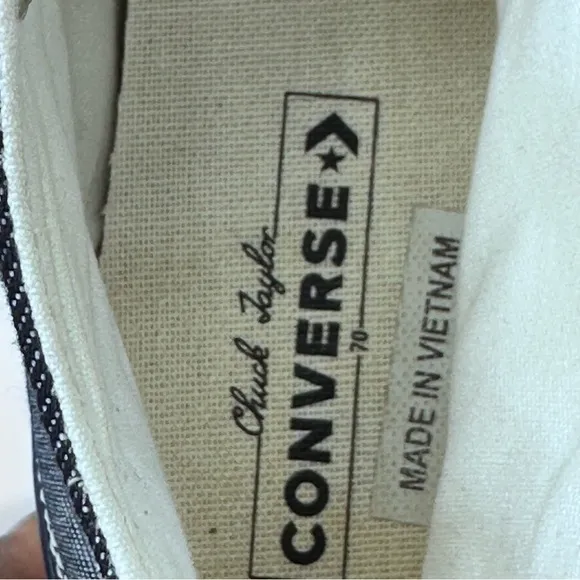 Chuck Taylor
CONVERSE
70
MADE IN VIETNAM